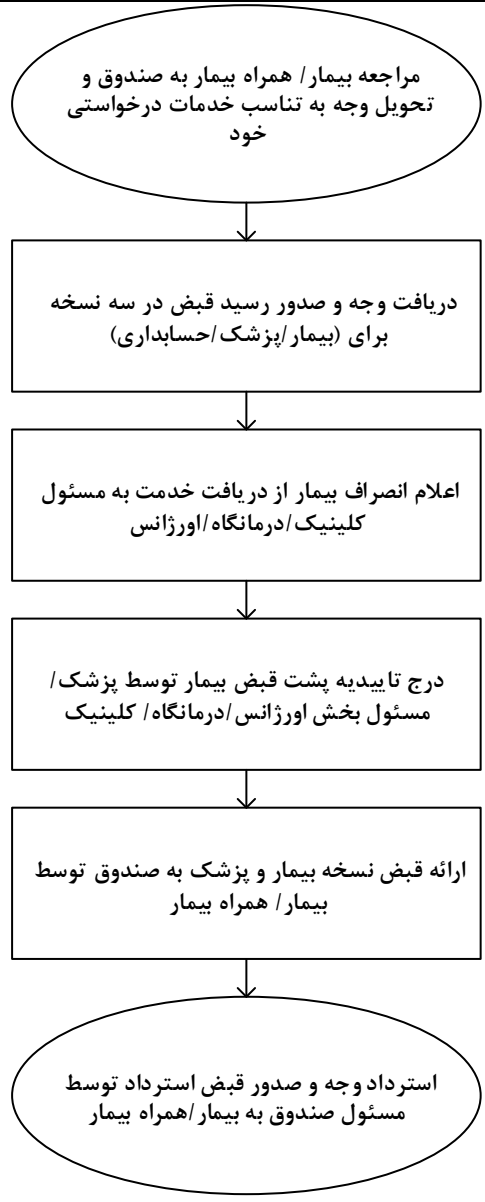 مراجعه بیمار/ همراه بیمار به صندوق و
تحویل وجه به تناسب خدمات درخواستی
خود
دریافت وجه و صدور رسید قبض در سه نسخه
برای (بیمار/پزشک/حسابداری)
اعلام انصراف بیمار از دریافت خدمت به مسئول
کلینیک/درمانگاه/اورژانس
درج تاییدیه پشت قبض بیمار توسط پزشک/
مسئول بخش اورژانس/درمانگاه/ کلینیک
ارائه قبض نسخه بیمار و پزشک به صندوق توسط
بیمار/ همراه بیمار
استرداد وجه و صدور قبض استرداد توسط
مسئول صندوق به بیمار/همراه بیمار